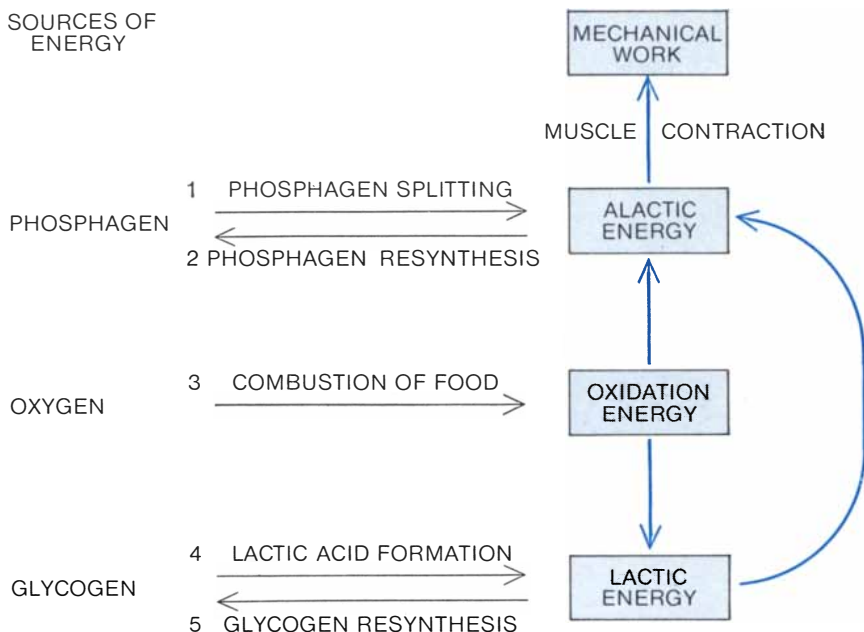 SOURCES OF
ENERGY
MECHANICAL
WORK
MUSCLE CONTRACTION
1 PHOSPHAGEN SPLITTING
PHOSPHAGEN
ALACTIC
ENERGY
2 PHOSPHAGEN RESYNTHESIS
3 COMBUSTION OF FOOD
OXYGEN
OXIDATION
ENERGY
4 LACTIC ACID FORMATION
GLYCOGEN
LACTIC
ENERGY
5 GLYCOGEN RESYNTHESIS